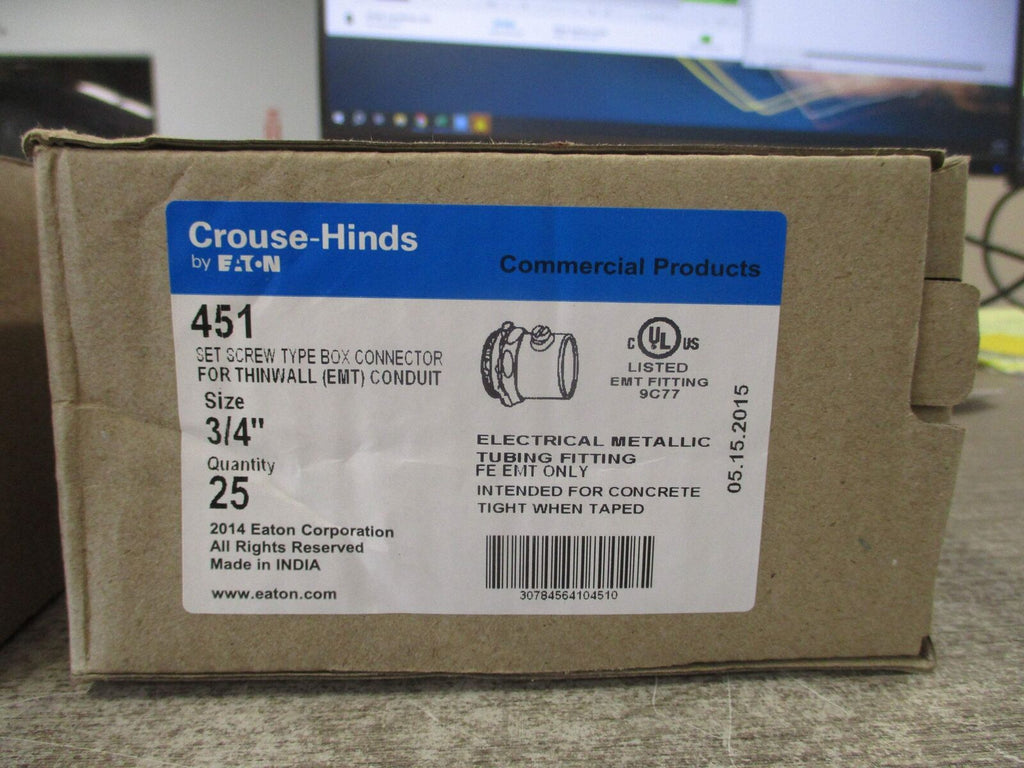 Crouse-Hinds
by EATON
Commercial Products
451
SET SCREW TYPE BOX CONNECTOR
FOR THINWALL (EMT) CONDUIT
Size
3/4"
Quantity
25
2014 Eaton Corporation
All Rights Reserved
Made in INDIA
www.eaton.com
C UL US
LISTED
EMT FITTING
9C77
ELECTRICAL METALLIC
TUBING FITTING
FE EMT ONLY
INTENDED FOR CONCRETE
TIGHT WHEN TAPED
30784564104510
05.15.2015